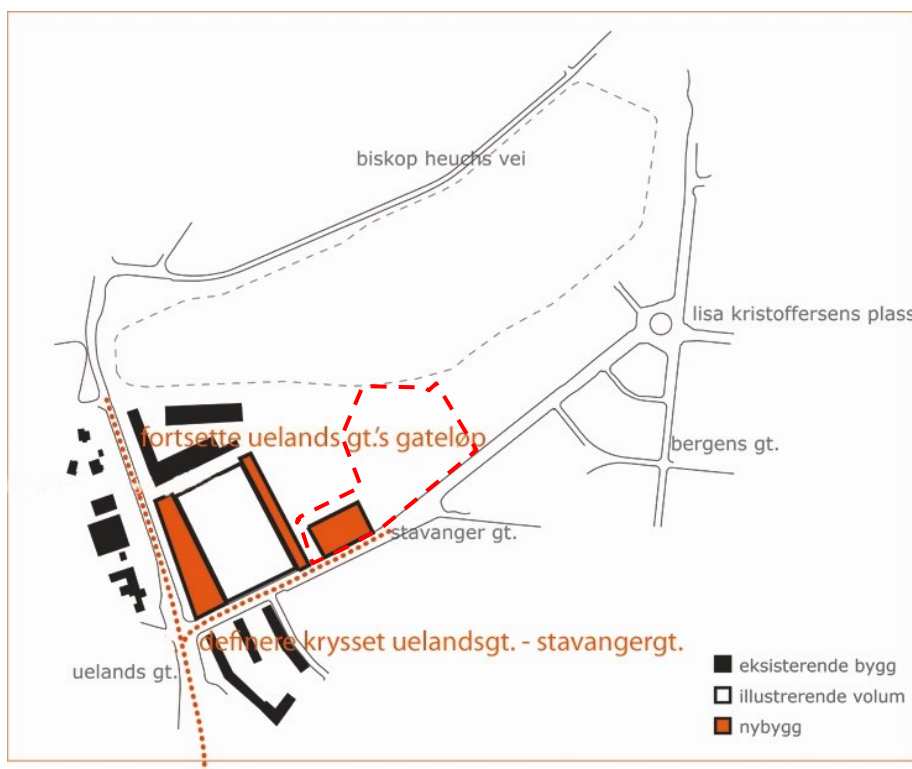 biskop heuchs vei
lisa kristoffersens plass
fortsette uelands gt.'s gateløp
bergens gt.
stavanger gt.
definere krysset uelandsgt. - stavangergt.
uelands gt.
eksisterende bygg
illustrerende volum
nybygg